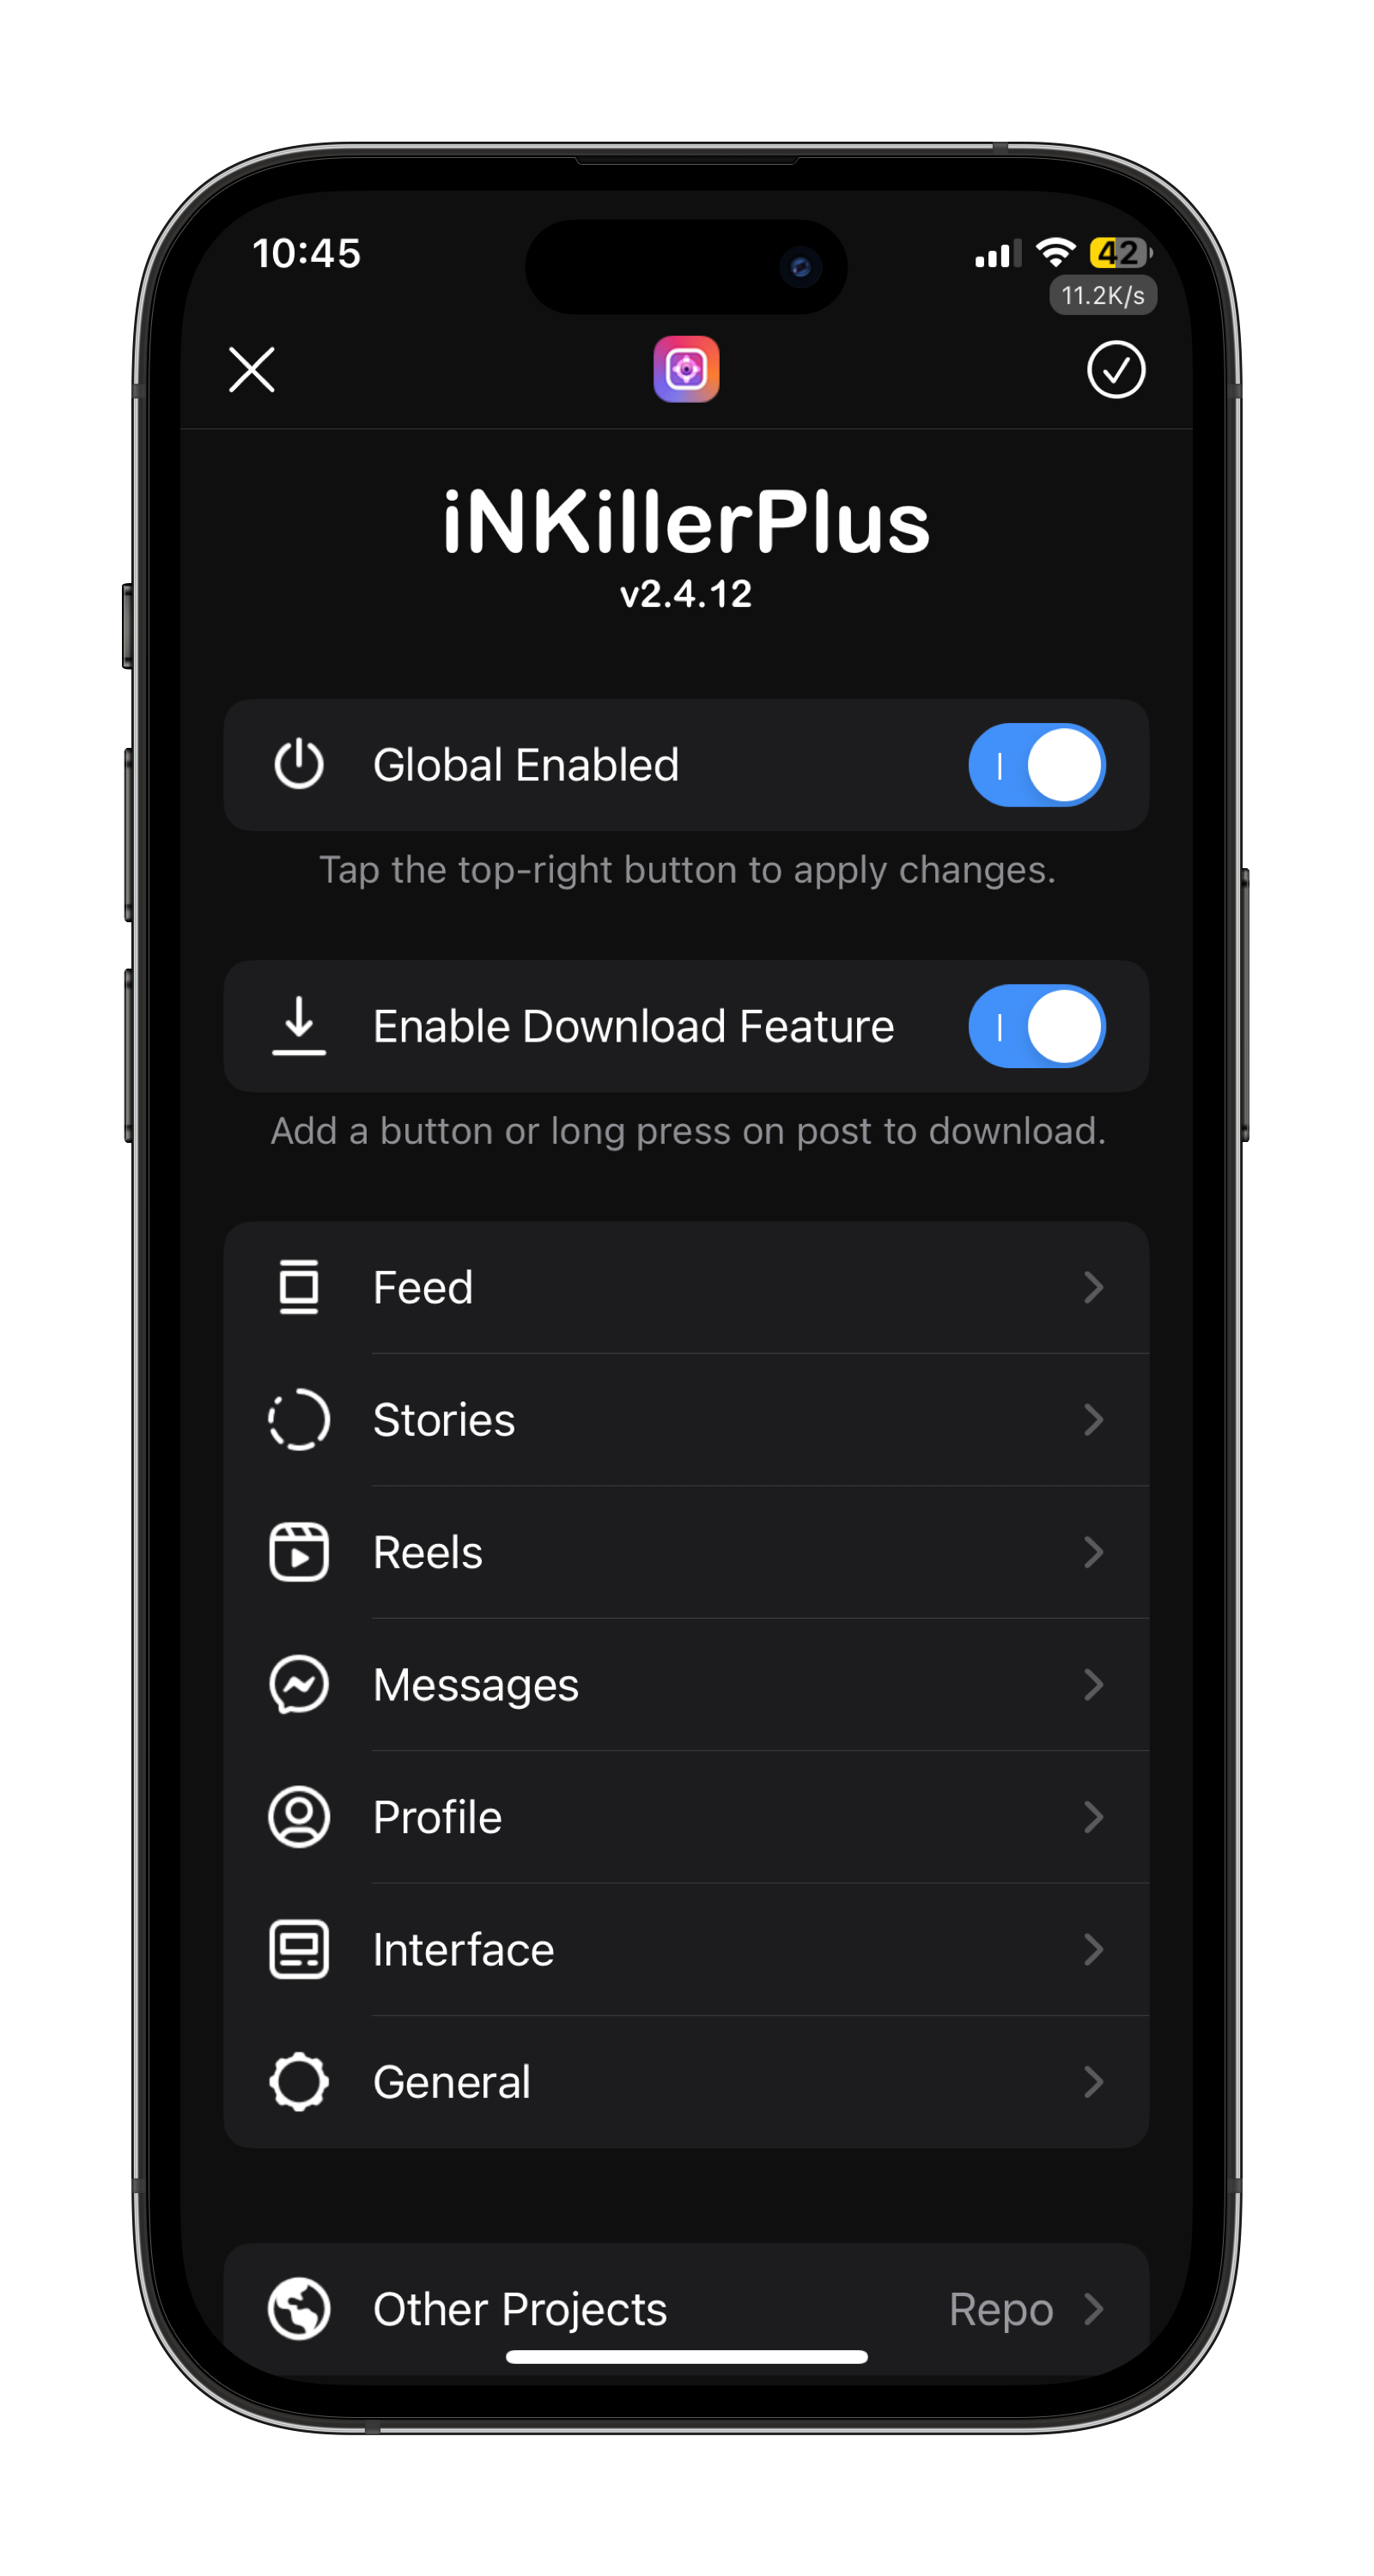 10:45
42
11.2K/s
iNKillerPlus
v2.4.12
Global Enabled
Tap the top-right button to apply changes.
Enable Download Feature
Add a button or long press on post to download.
Feed
Stories
Reels
Messages
Profile
Interface
General
Other Projects Repo